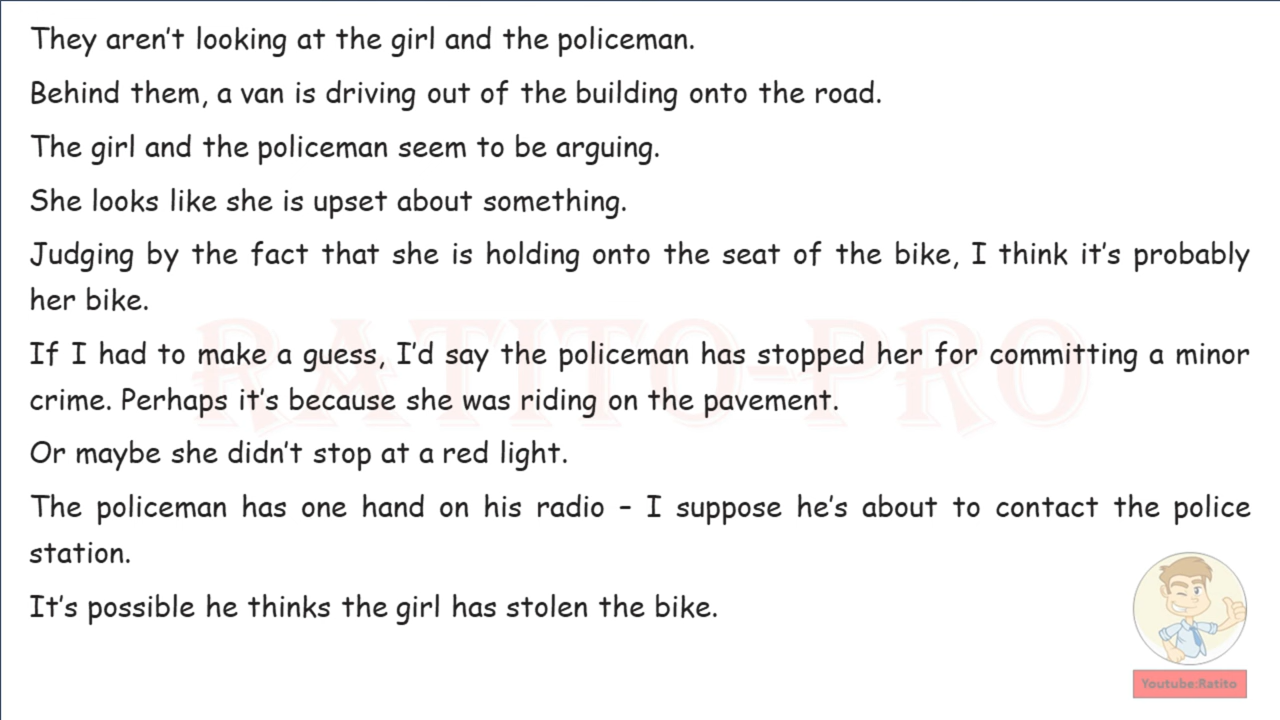 They aren’t looking at the girl and the policeman.
Behind them, a van is driving out of the building onto the road.
The girl and the policeman seem to be arguing.
She looks like she is upset about something.
Judging by the fact that she is holding onto the seat of the bike, I think it’s probably
her bike.
If I had to make a guess, I’d say the policeman has stopped her for committing a minor
crime. Perhaps it’s because she was riding on the pavement.
RATITO-PRO
Or maybe she didn’t stop at a red light.
The policeman has one hand on his radio – I suppose he’s about to contact the police
station.
It’s possible he thinks the girl has stolen the bike.
Youtube:Ratito